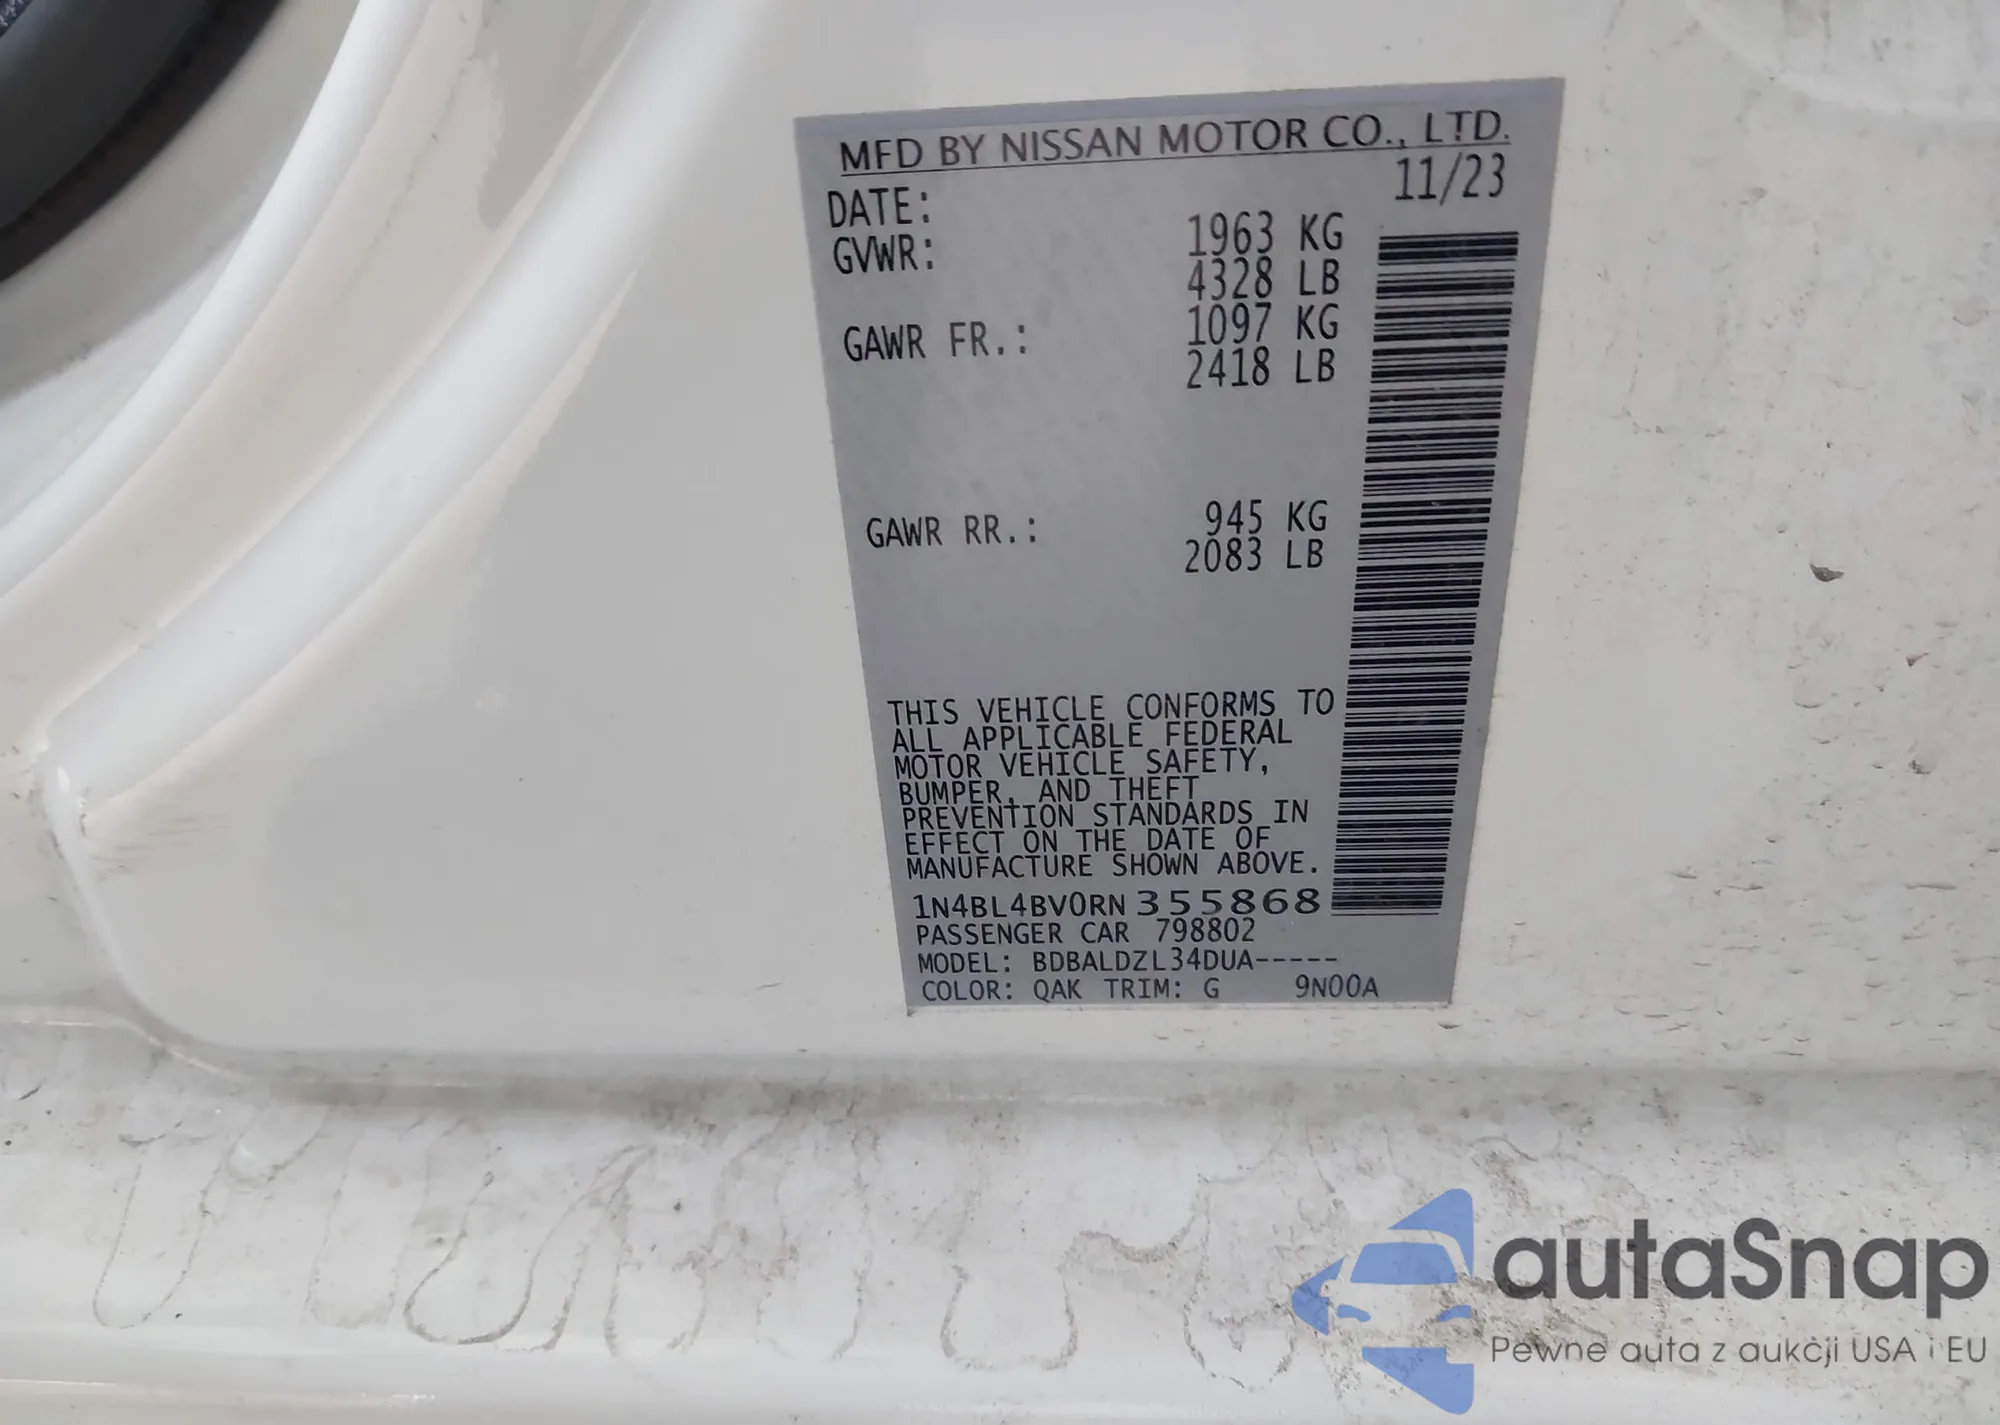 MFD BY NISSAN MOTOR CO., LTD.
DATE: 11/23
GVWR: 1963 KG
4328 LB
GAWR FR.: 1097 KG
2418 LB
GAWR RR.: 945 KG
2083 LB
THIS VEHICLE CONFORMS TO
ALL APPLICABLE FEDERAL
MOTOR VEHICLE SAFETY,
BUMPER, AND THEFT
PREVENTION STANDARDS IN
EFFECT ON THE DATE OF
MANUFACTURE SHOWN ABOVE.
1N4BL4BV0RN355868
PASSENGER CAR 798802
MODEL: BDBALDZL34DUA-----
COLOR: QAK TRIM: G 9N00A
autaSnap
Pewne auta z aukcji USA i EU